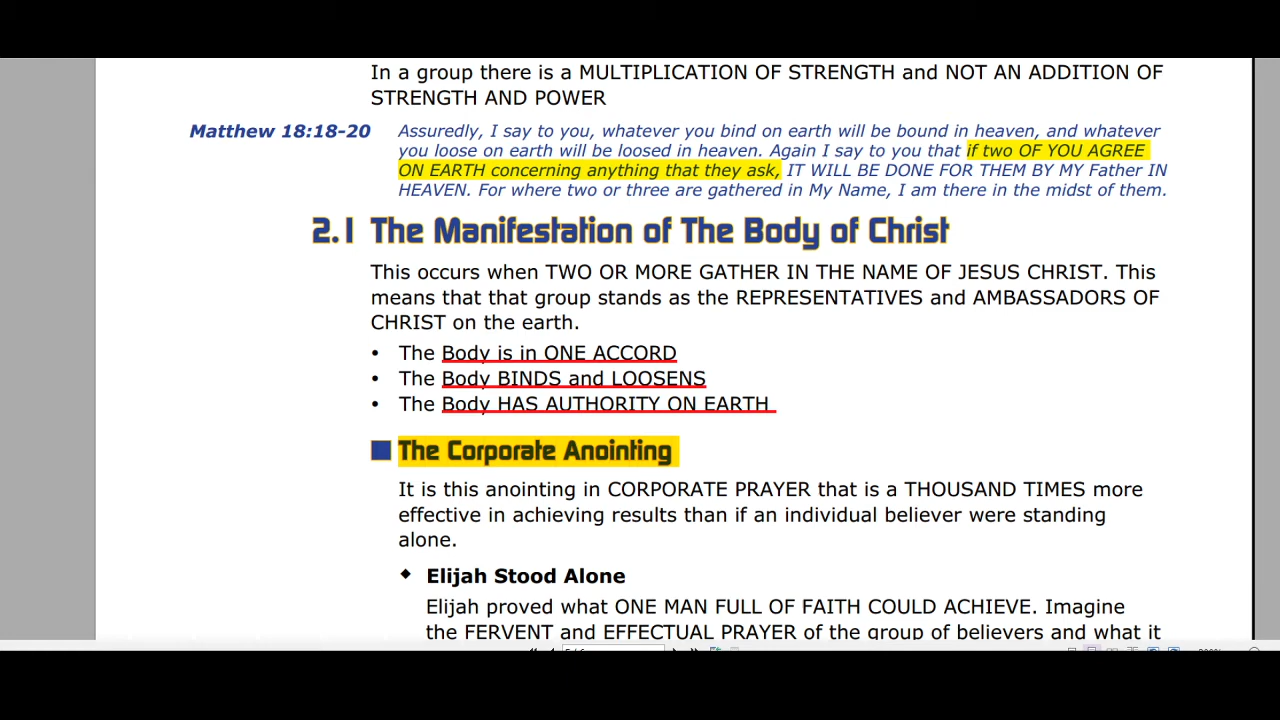 In a group there is a MULTIPLICATION OF STRENGTH and NOT AN ADDITION OF
STRENGTH AND POWER
Matthew 18:18-20 Assuredly, I say to you, whatever you bind on earth will be bound in heaven, and whatever
you loose on earth will be loosed in heaven. Again I say to you that if two OF YOU AGREE
ON EARTH concerning anything that they ask, IT WILL BE DONE FOR THEM BY MY Father IN
HEAVEN. For where two or three are gathered in My Name, I am there in the midst of them.
2.1 The Manifestation of The Body of Christ
This occurs when TWO OR MORE GATHER IN THE NAME OF JESUS CHRIST. This
means that that group stands as the REPRESENTATIVES and AMBASSADORS OF
CHRIST on the earth.
• The Body is in ONE ACCORD
• The Body BINDS and LOOSENS
• The Body HAS AUTHORITY ON EARTH
The Corporate Anointing
It is this anointing in CORPORATE PRAYER that is a THOUSAND TIMES more
effective in achieving results than if an individual believer were standing
alone.
Elijah Stood Alone
Elijah proved what ONE MAN FULL OF FAITH COULD ACHIEVE. Imagine
the FERVENT and EFFECTUAL PRAYER of the group of believers and what it